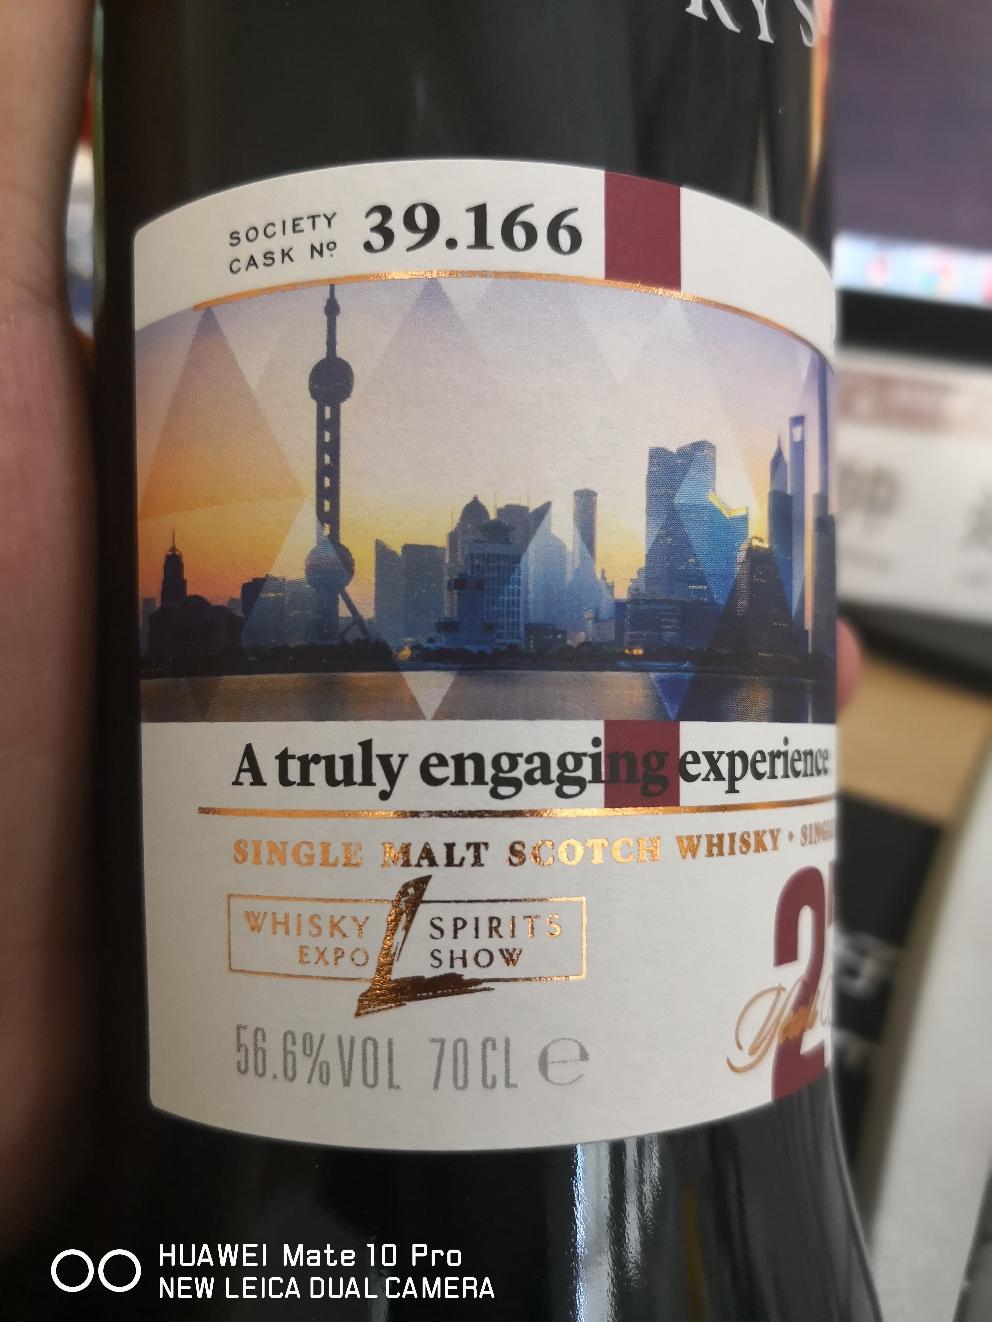 SOCIETY
CASK Nº 39.166
A truly engaging experience
SINGLE MALT SCOTCH WHISKY ·
WHISKY L SPIRITS
EXPO SHOW
56.6%VOL 70CL ℮
HUAWEI Mate 10 Pro
NEW LEICA DUAL CAMERA